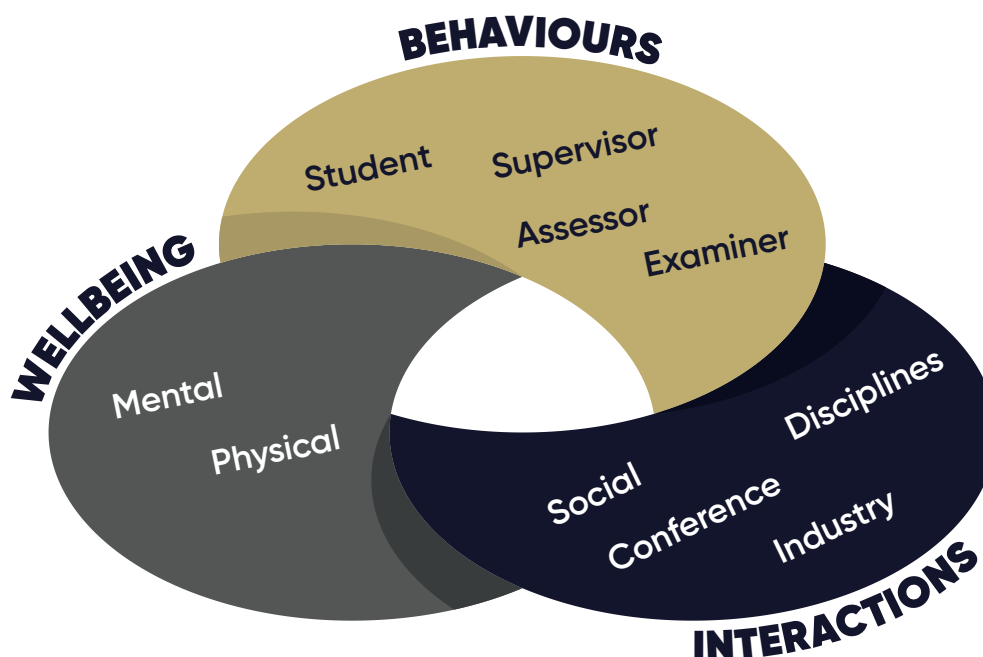 BEHAVIOURS
Student
Supervisor
Assessor
Examiner
WELLBEING
Mental
Physical
Disciplines
Social
Conference
Industry
INTERACTIONS